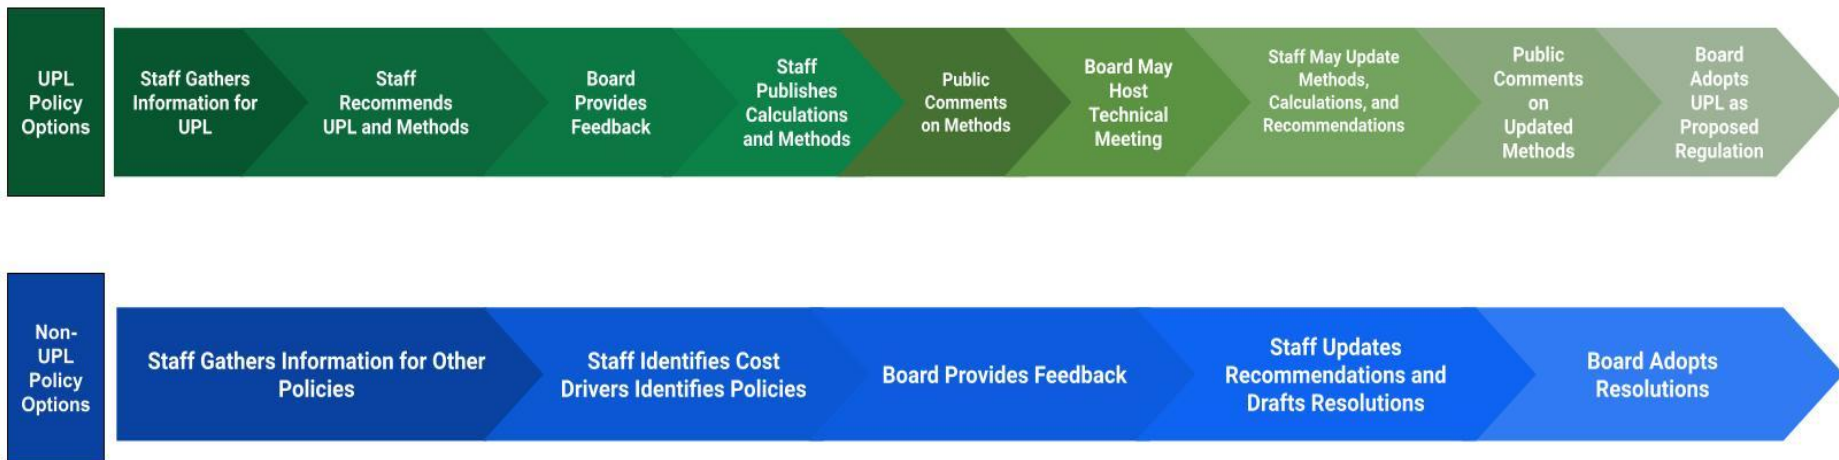 UPL
Policy
Options
Staff Gathers
Information for
UPL
Staff
Recommends
UPL and Methods
Board
Provides
Feedback
Staff
Publishes
Calculations
and Methods
Public
Comments
on Methods
Board May
Host
Technical
Meeting
Staff May Update
Methods,
Calculations, and
Recommendations
Public
Comments
on
Updated
Methods
Board
Adopts
UPL as
Proposed
Regulation
Non-
UPL
Policy
Options
Staff Gathers Information for Other
Policies
Staff Identifies Cost
Drivers Identifies Policies
Board Provides Feedback
Staff Updates
Recommendations and
Drafts Resolutions
Board Adopts
Resolutions